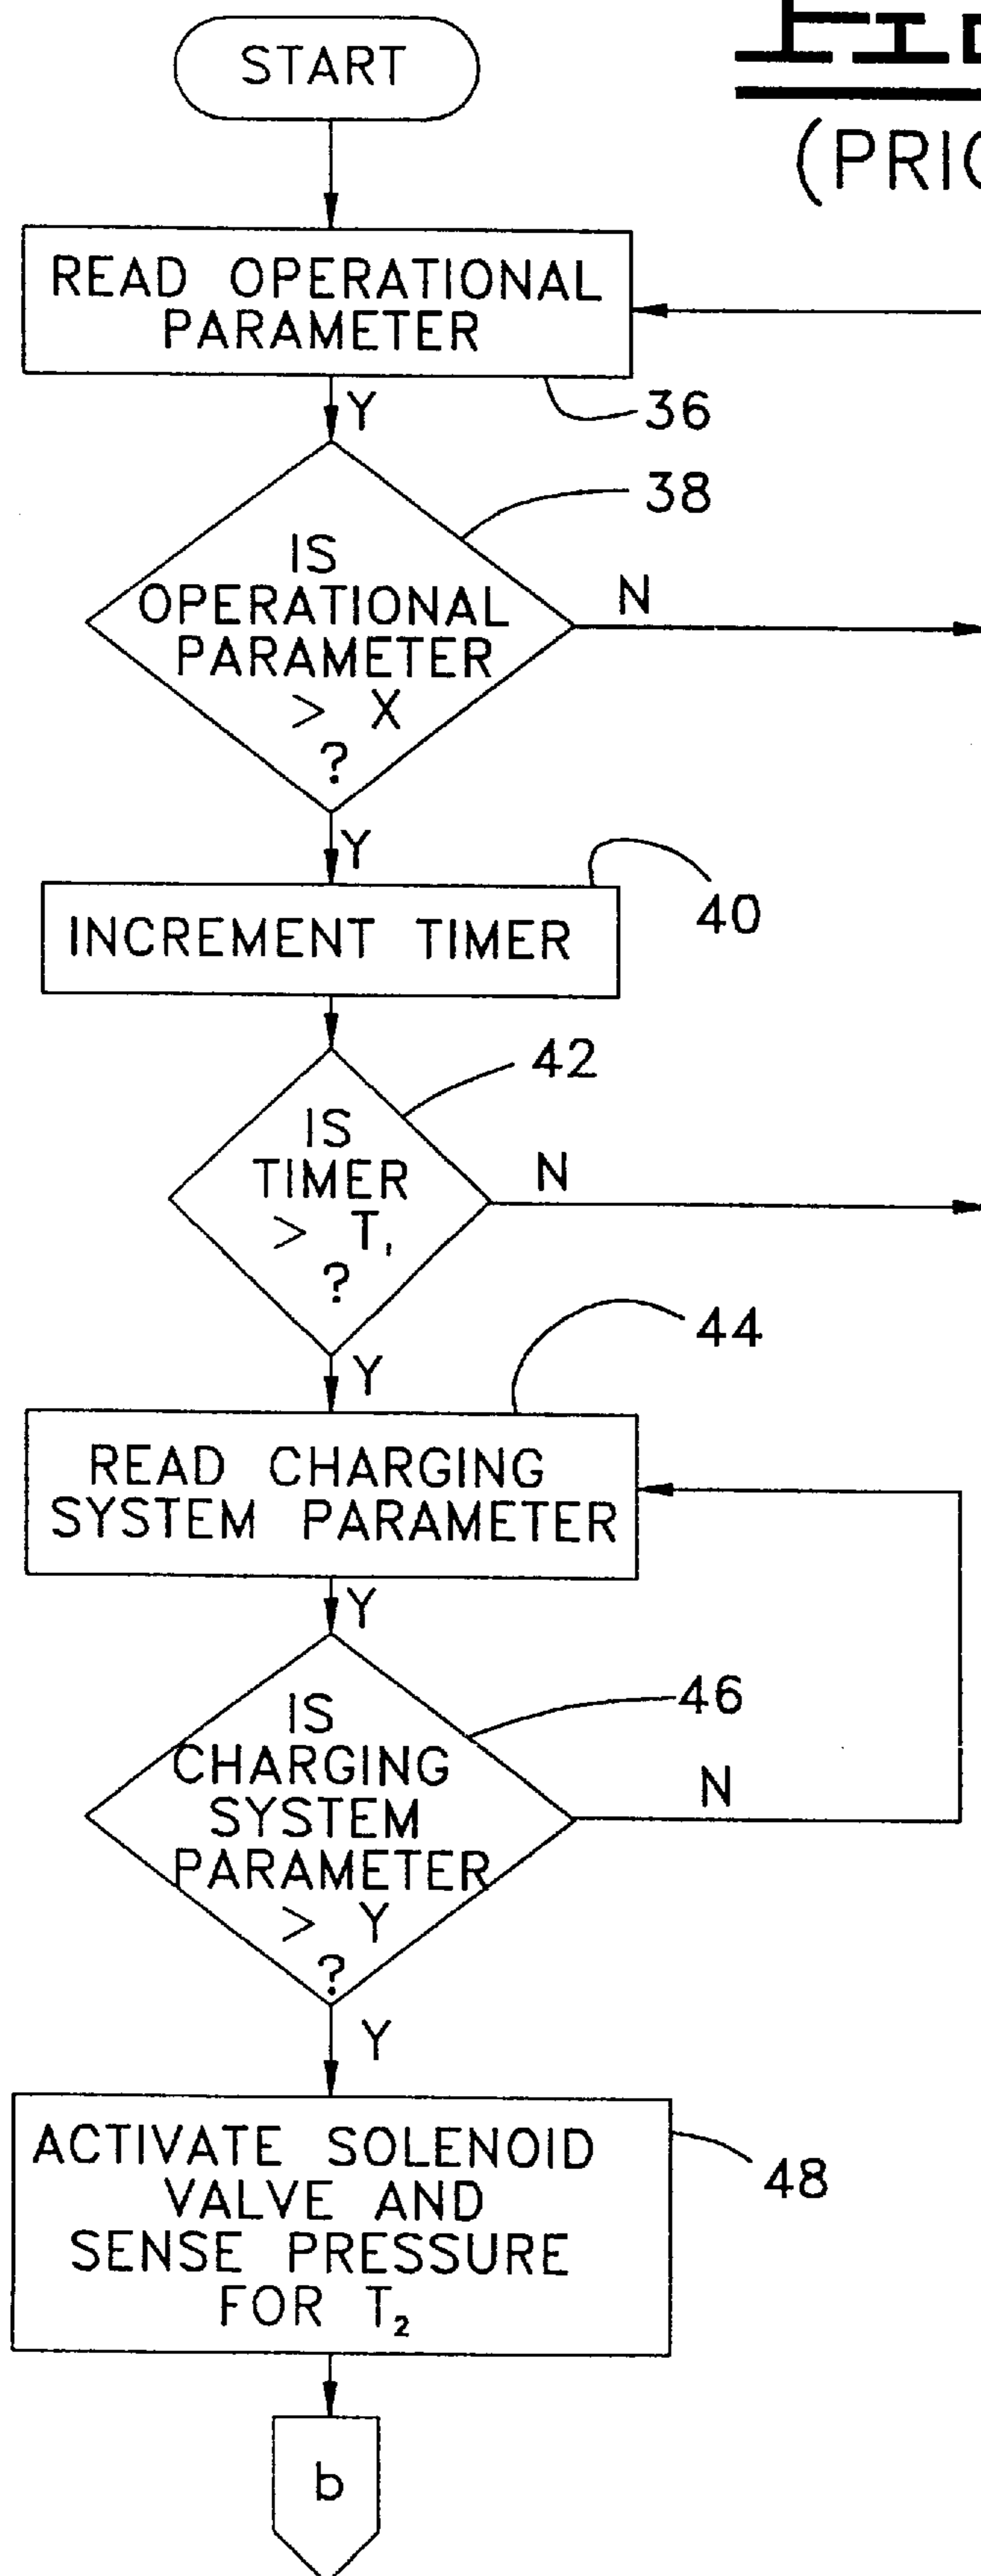 START
(PRIO
READ OPERATIONAL
PARAMETER
Y
36
38
IS
OPERATIONAL
PARAMETER
> X
?
N
Y
40
INCREMENT TIMER
42
IS
TIMER
> T₁
?
N
Y
44
READ CHARGING
SYSTEM PARAMETER
Y
46
IS
CHARGING
SYSTEM
PARAMETER
> Y
?
N
Y
ACTIVATE SOLENOID
VALVE AND
SENSE PRESSURE
FOR T₂
48
b